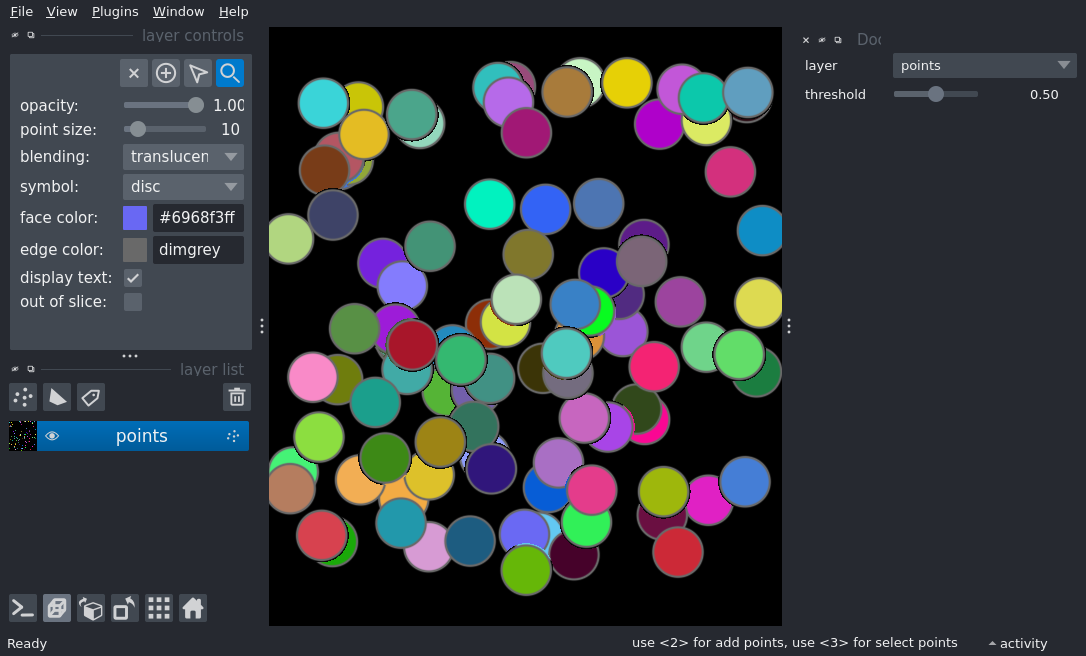 File View Plugins Window Help
layer controls
opacity: 1.00
point size: 10
blending: translucen
symbol: disc
face color: #6968f3ff
edge color: dimgrey
display text:
out of slice:
layer list
points
Doc
layer points
threshold 0.50
Ready
use <2> for add points, use <3> for select points
activity